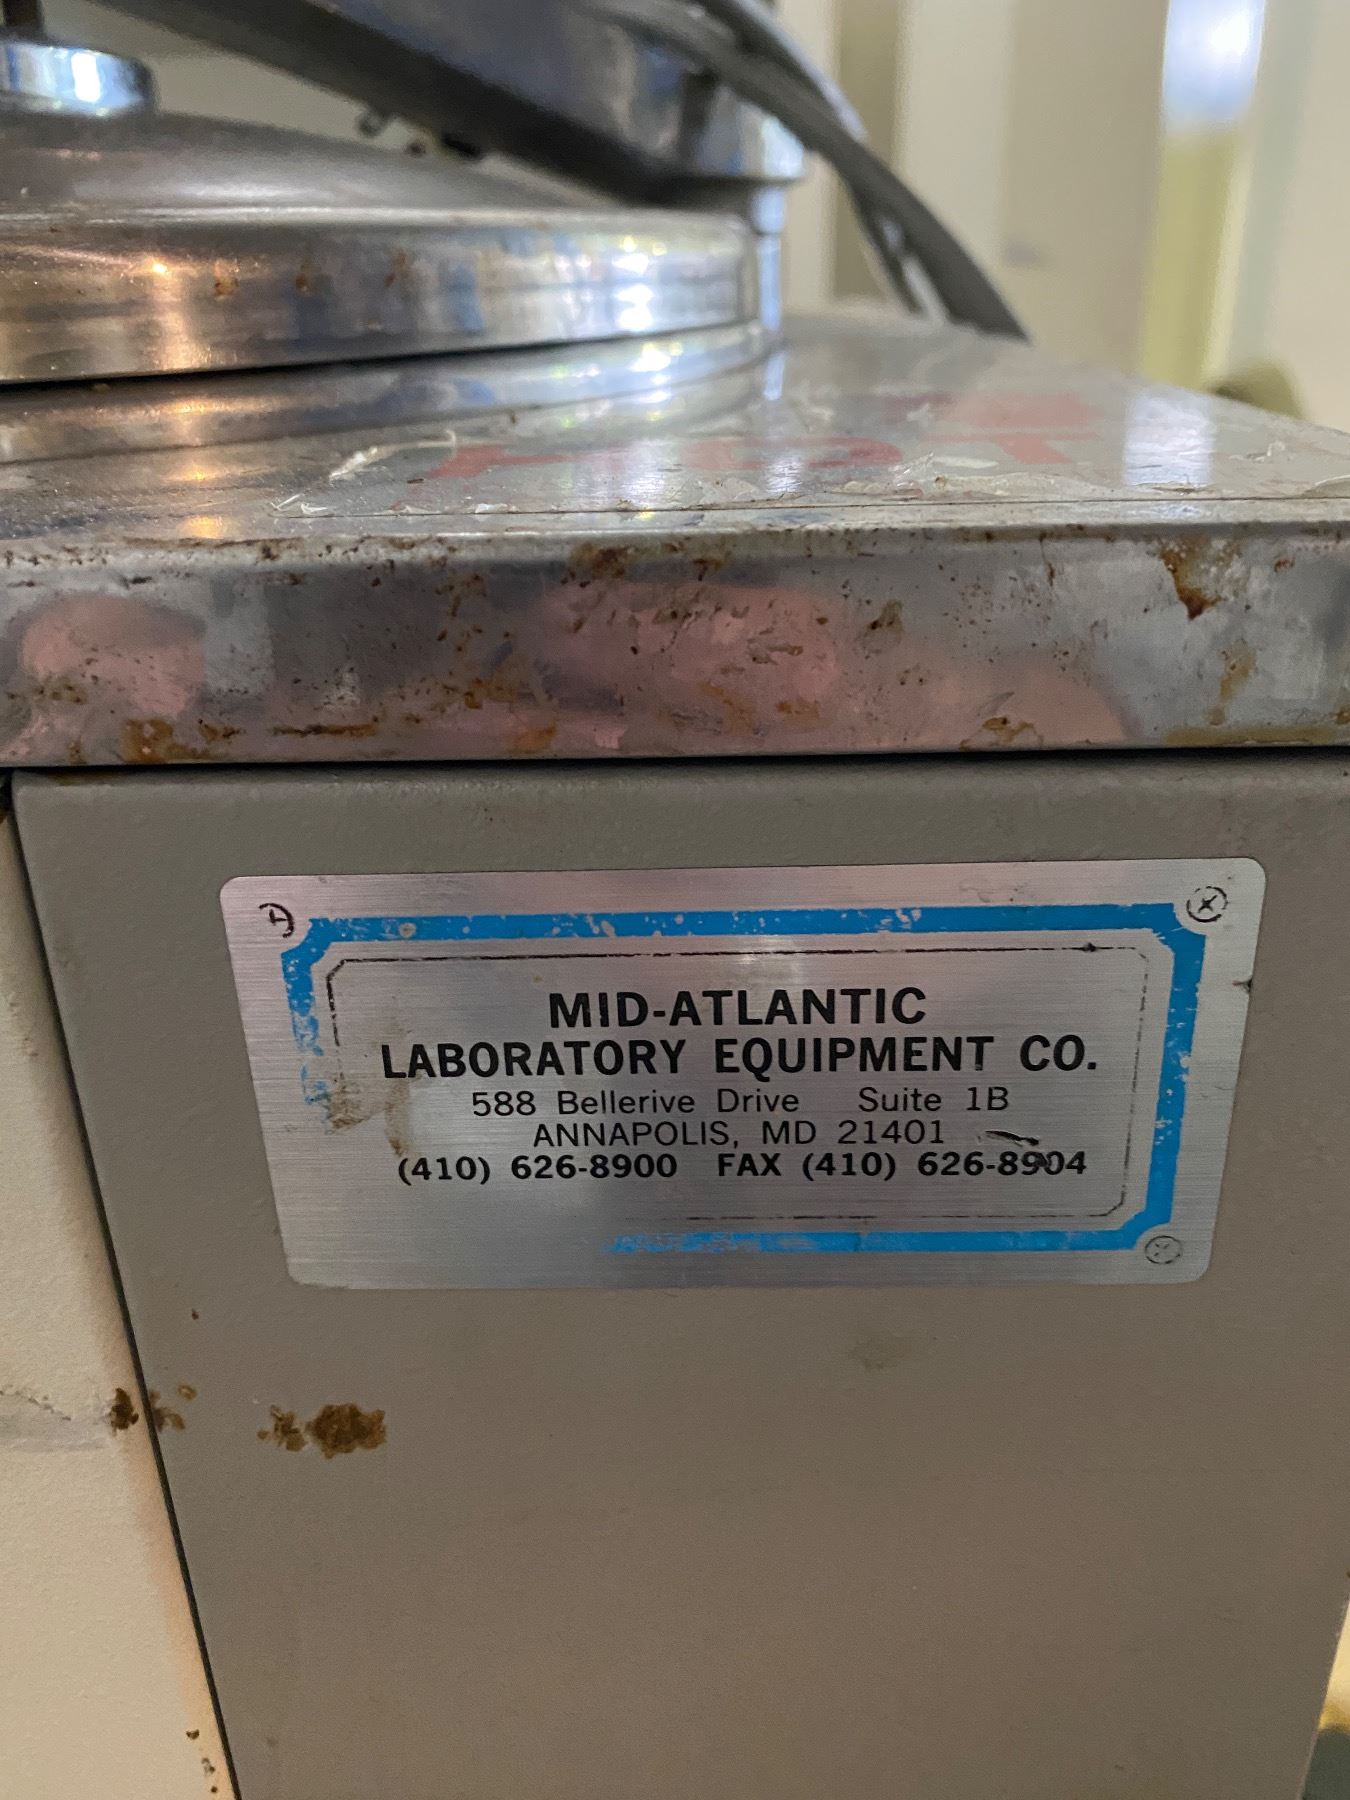 HOT
MID-ATLANTIC
LABORATORY EQUIPMENT CO.
588 Bellerive Drive Suite 1B
ANNAPOLIS, MD 21401
(410) 626-8900 FAX (410) 626-8904